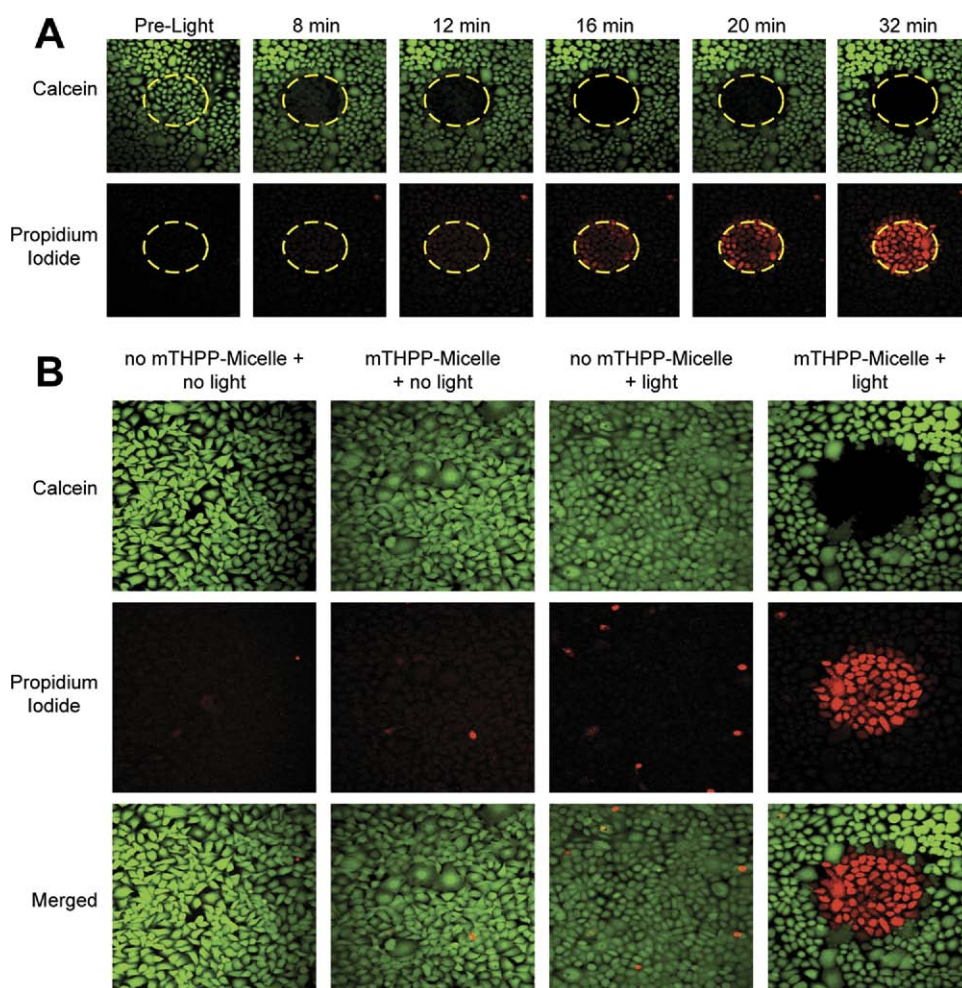 A
Pre-Light 8 min 12 min 16 min 20 min 32 min
Calcein
Propidium
Iodide
B
no mTHPP-Micelle +
no light
mTHPP-Micelle
+ no light
no mTHPP-Micelle
+ light
mTHPP-Micelle +
light
Calcein
Propidium
Iodide
Merged